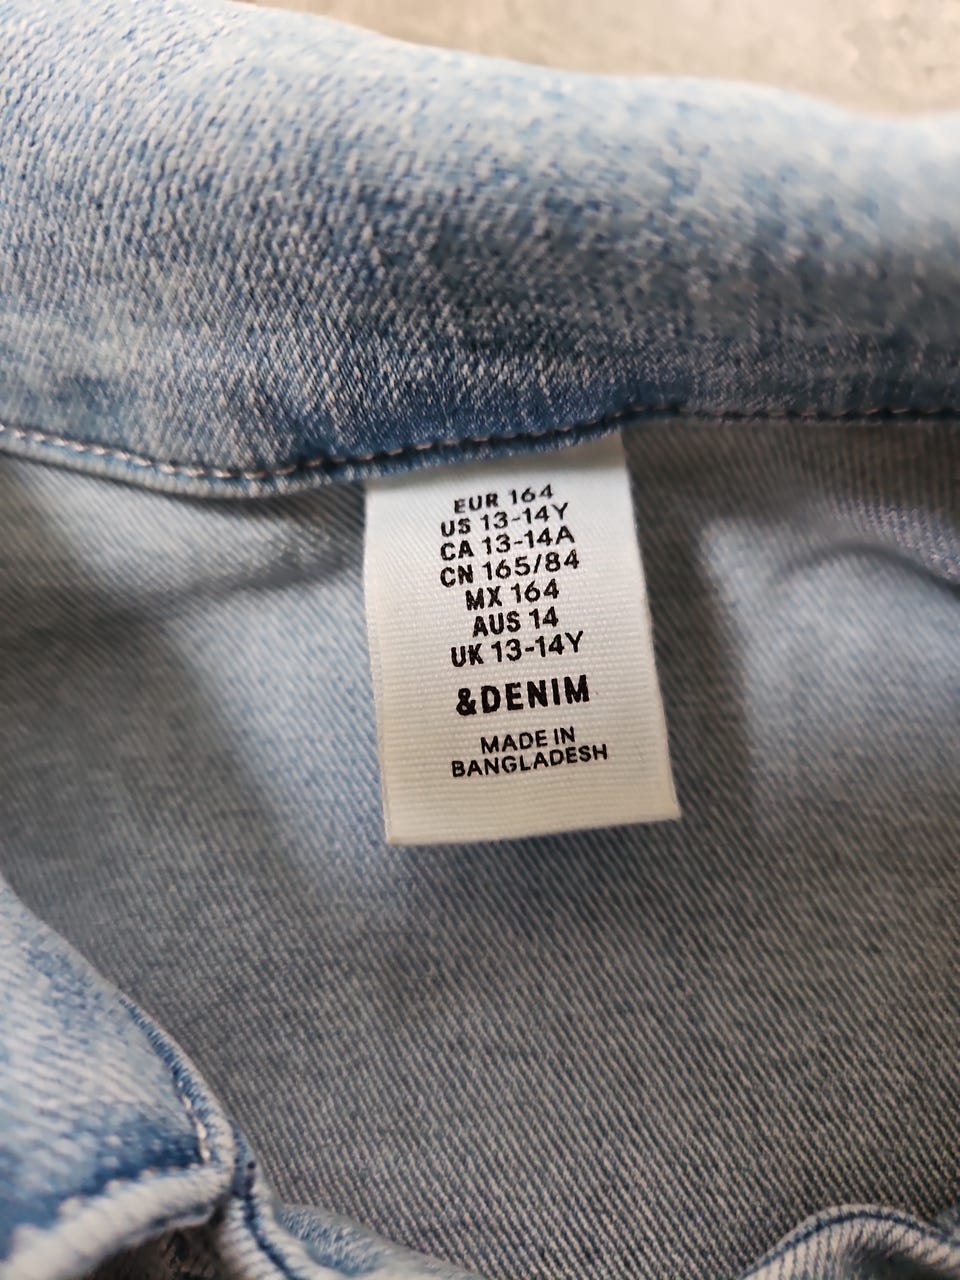 EUR 164
US 13-14Y
CA 13-14A
CN 165/84
MX 164
AUS 14
UK 13-14Y
&DENIM
MADE IN
BANGLADESH